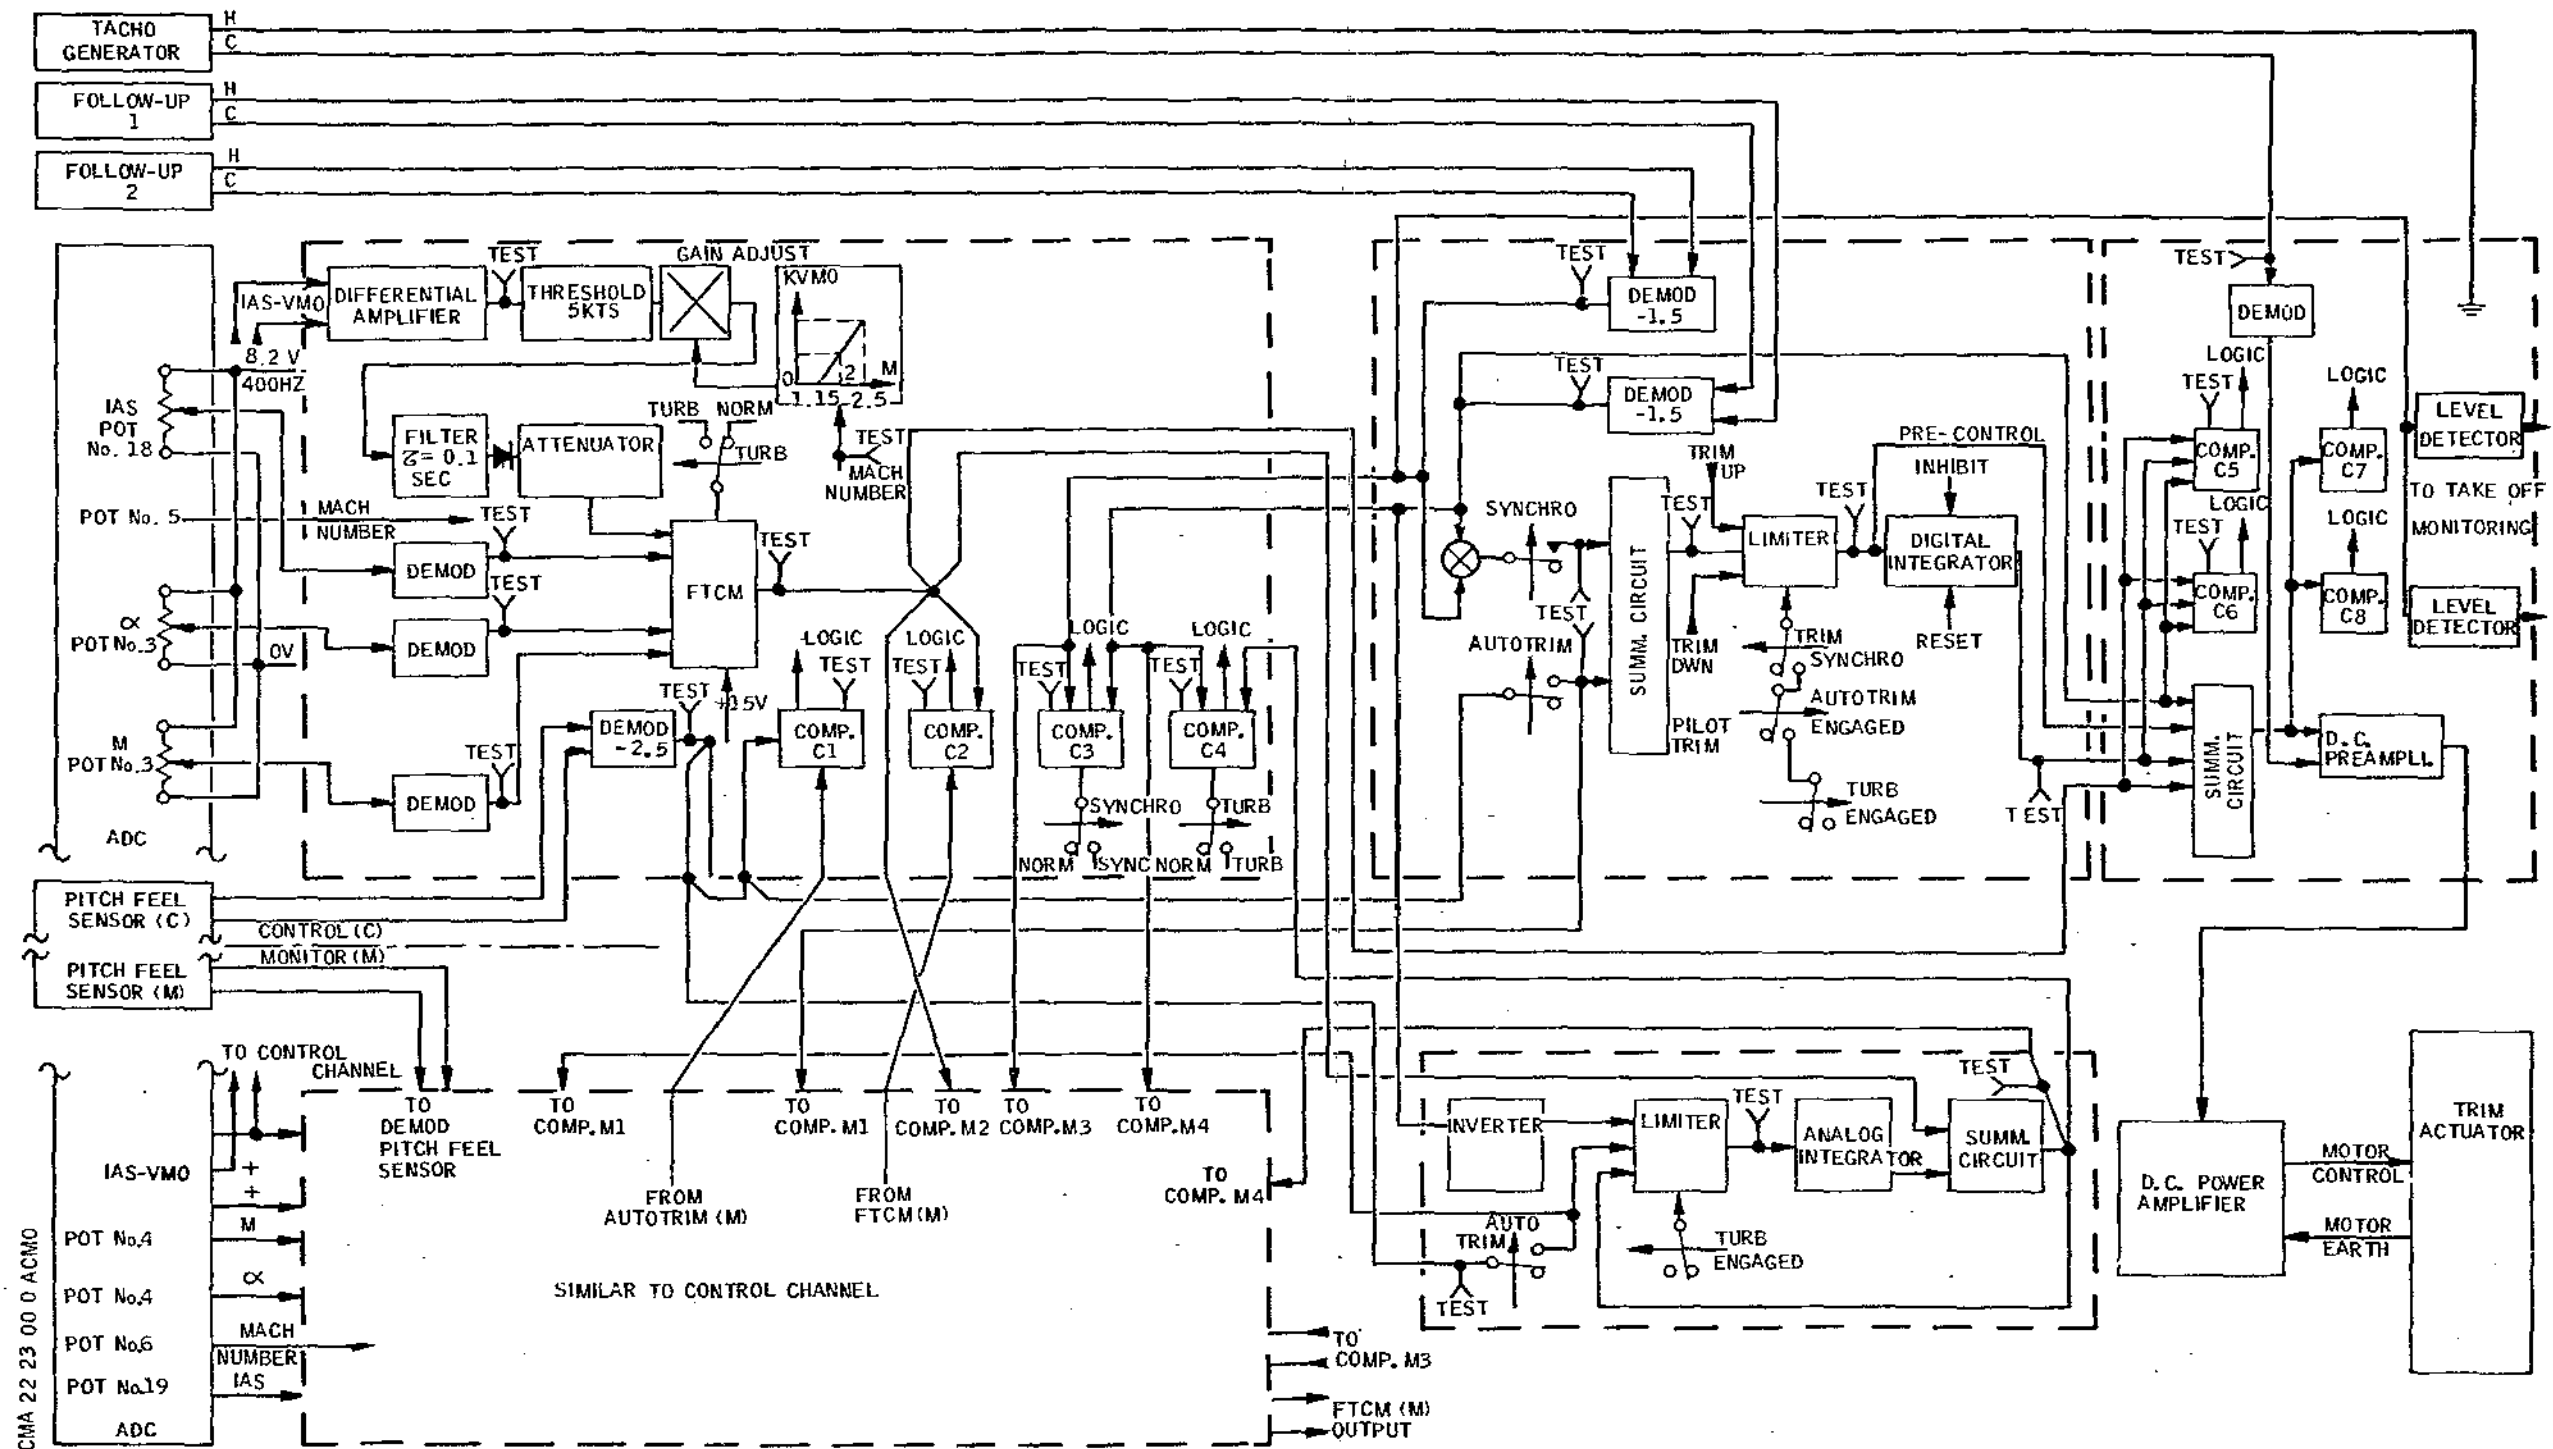 TACHO
GENERATOR
H
C
FOLLOW-UP
1
H
C
FOLLOW-UP
2
H
C
IAS-VMO
DIFFERENTIAL
AMPLIFIER
TEST
THRESHOLD
5KTS
GAIN ADJUST
KVMO
0
2
M
1.15
2.5
8.2 V
400HZ
IAS
POT
No.18
FILTER
= 0.1
SEC
ATTENUATOR
TURB
NORM
TURB
TEST
MACH
NUMBER
POT No.5
MACH
NUMBER
TEST
DEMOD
TEST
FTCM
TEST
α
POT No.3
0V
DEMOD
+15V
M
POT No.3
TEST
DEMOD
TEST
DEMOD
-2.5
LOGIC
TEST
COMP.
C1
LOGIC
TEST
COMP.
C2
LOGIC
TEST
COMP.
C3
LOGIC
TEST
COMP.
C4
SYNCHRO
NORM
SYNC
TURB
NORM
TURB
ADC
TEST
DEMOD
-1.5
TEST
DEMOD
-1.5
SYNCHRO
TEST
AUTOTRIM
SUMM. CIRCUIT
TEST
TRIM
UP
LIMITER
TRIM
DWN
PILOT
TRIM
TEST
PRE-CONTROL
INHIBIT
DIGITAL
INTEGRATOR
RESET
TRIM
SYNCHRO
AUTOTRIM
ENGAGED
TURB
ENGAGED
TEST
TEST
DEMOD
LOGIC
TEST
COMP.
C5
LOGIC
TEST
COMP.
C6
LOGIC
COMP.
C7
LOGIC
COMP.
C8
LEVEL
DETECTOR
TO TAKE OFF
MONITORING
LEVEL
DETECTOR
SUMM.
CIRCUIT
D.C.
PREAMPLI.
PITCH FEEL
SENSOR (C)
CONTROL (C)
MONITOR (M)
PITCH FEEL
SENSOR (M)
TO CONTROL
CHANNEL
TO
DEMOD
PITCH FEEL
SENSOR
TO
COMP.M1
TO
COMP.M1
TO
COMP.M2
TO
COMP.M3
TO
COMP.M4
TO
COMP.M4
FROM
AUTOTRIM (M)
FROM
FTCM (M)
SIMILAR TO CONTROL CHANNEL
IAS-VMO
+
+
POT No.4
M
POT No.4
α
POT No.6
MACH
NUMBER
POT No.19
IAS
ADC
TO
COMP.M3
FTCM (M)
OUTPUT
INVERTER
LIMITER
TEST
ANALOG
INTEGRATOR
TEST
SUMM.
CIRCUIT
AUTO
TRIM
TEST
TURB
ENGAGED
D.C. POWER
AMPLIFIER
MOTOR
CONTROL
MOTOR
EARTH
TRIM
ACTUATOR
CMA 22 23 00 0 ACMO